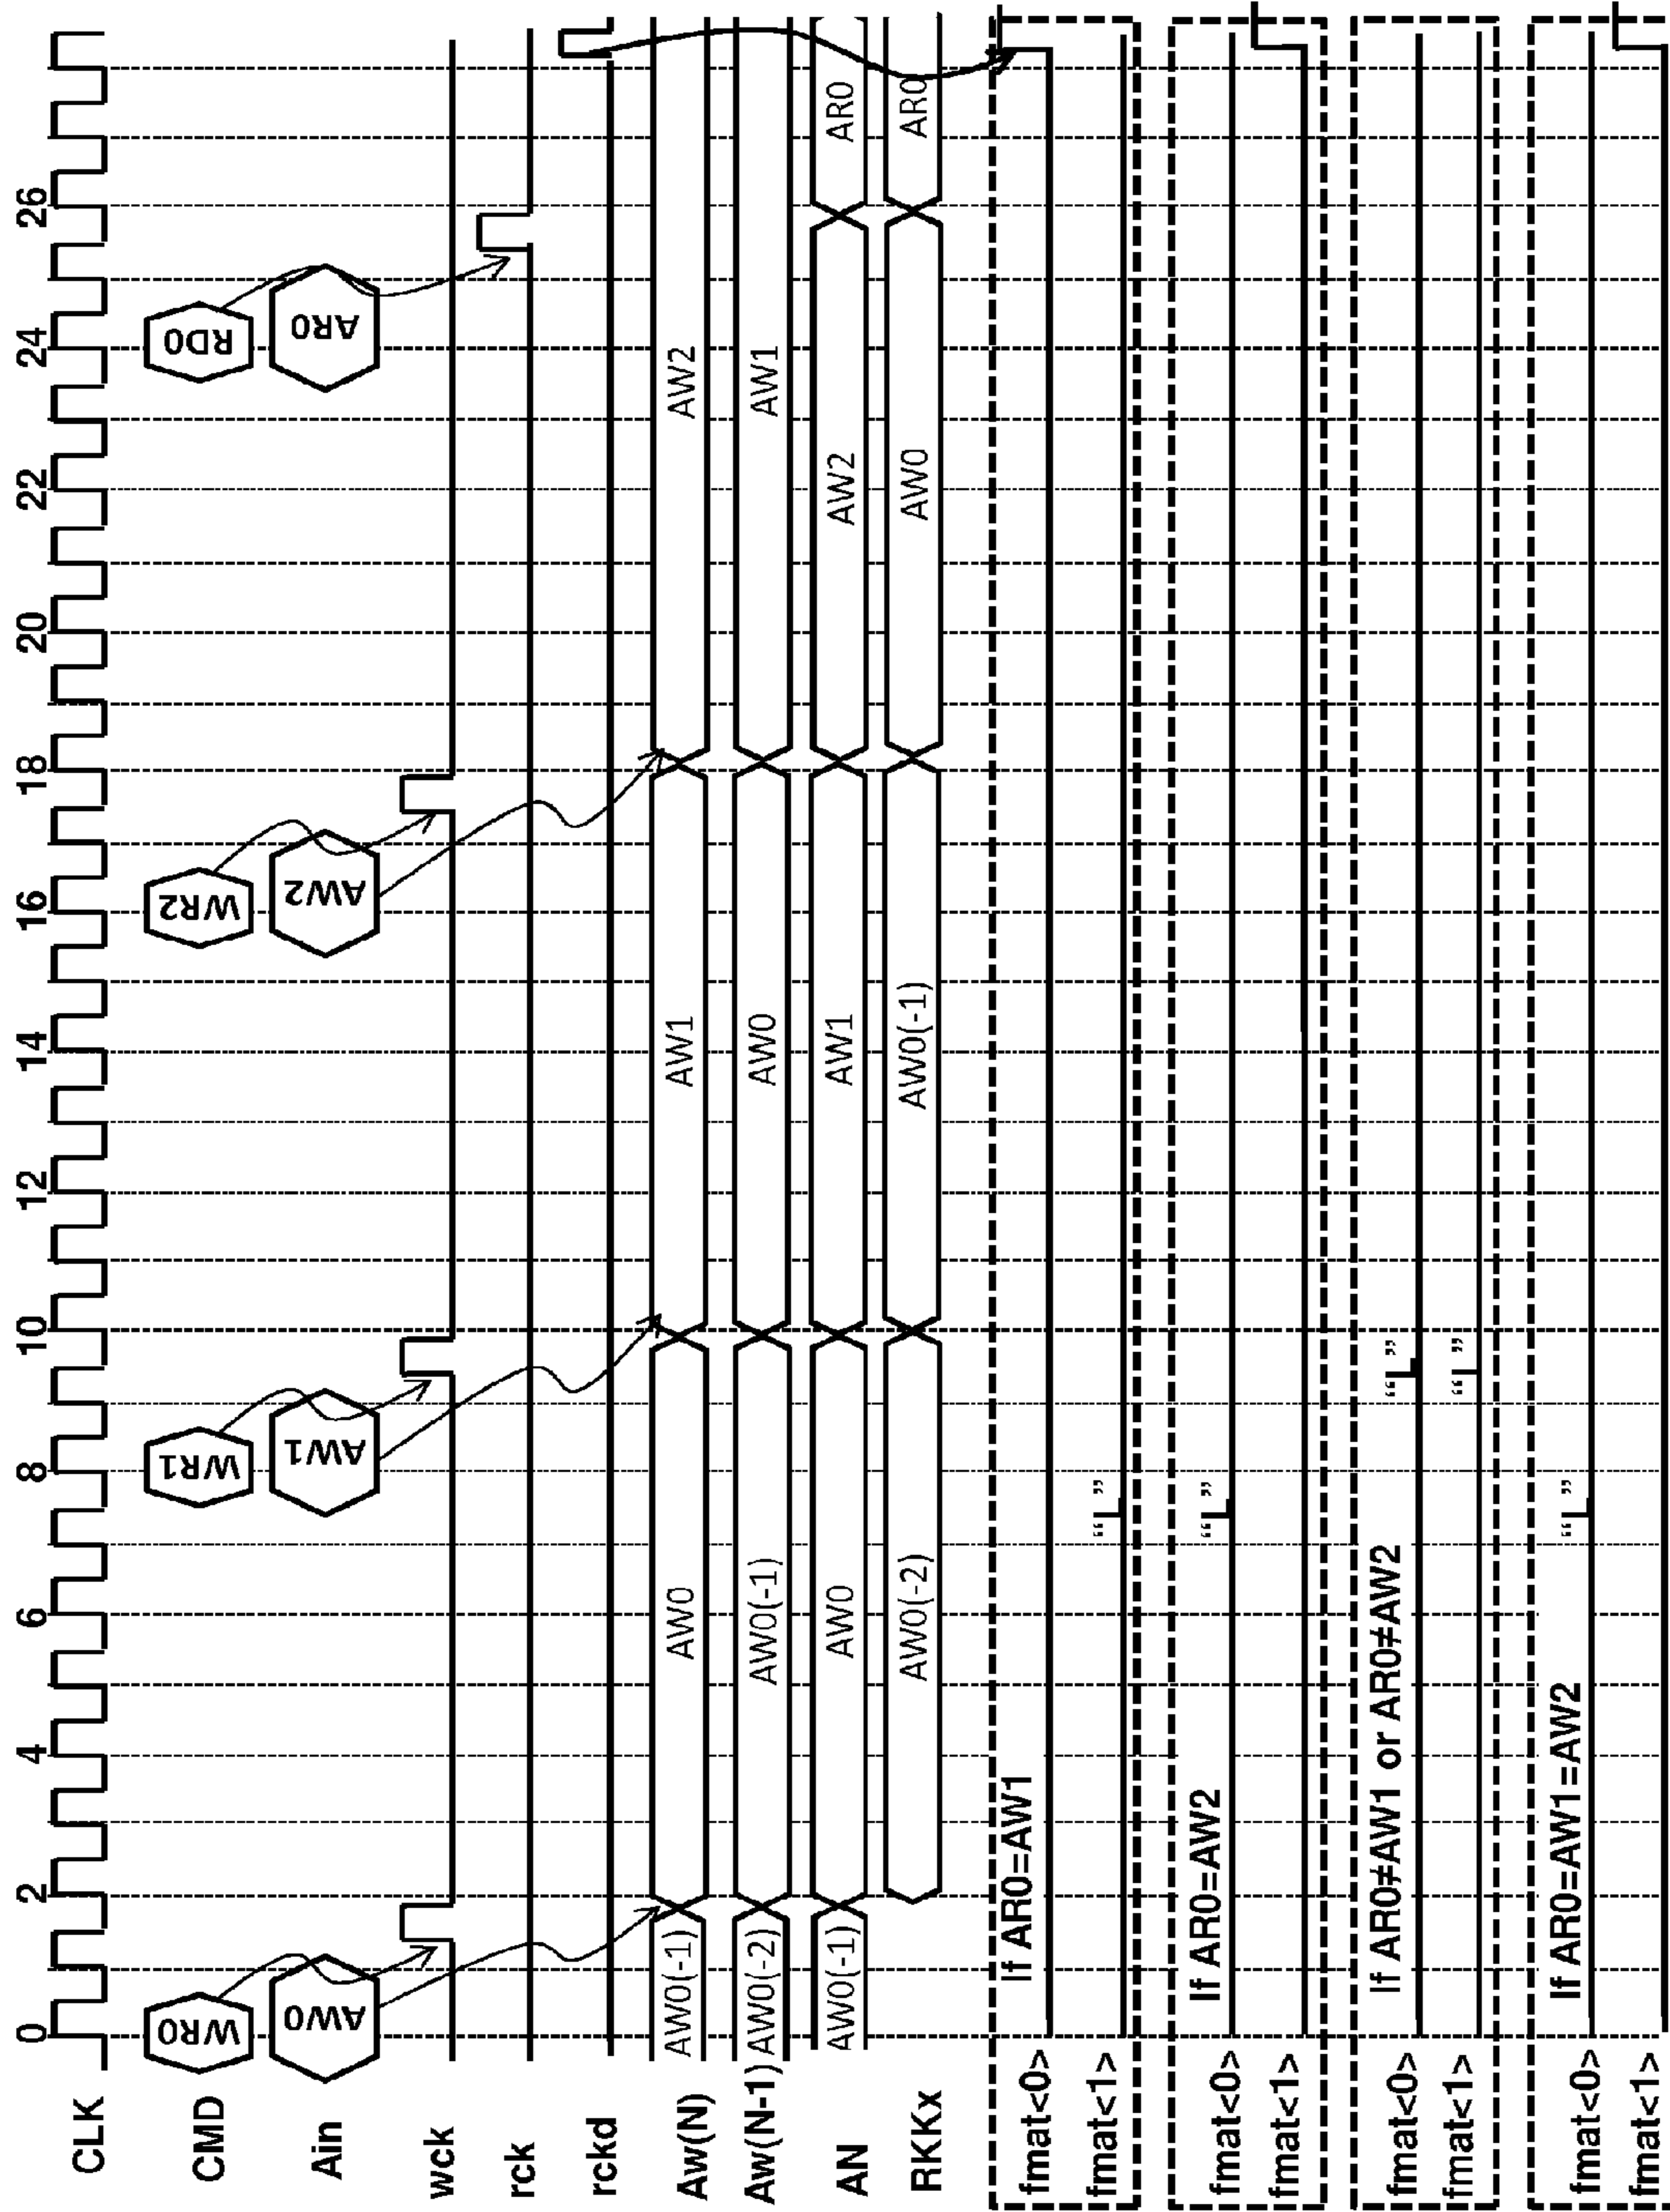 0 2 4 6 8 10 12 14 16 18 20 22 24 26
CLK
CMD WR0 WR1 WR2 RD0
Ain AW0 AW1 AW2 AR0
wck
rck
rckd
Aw(N) AW0(-1) AW0 AW1 AW2
Aw(N-1) AW0(-2) AW0(-1) AW0 AW1
AN AW0(-1) AW0 AW1 AW2 AR0
RKKx AW0(-2) AW0(-1) AW0 AR0
If AR0=AW1
fmat<0>
fmat<1> “L”
If AR0=AW2
fmat<0> “L”
fmat<1>
If AR0≠AW1 or AR0≠AW2
fmat<0> “L”
fmat<1> “L”
If AR0=AW1=AW2
fmat<0> “L”
fmat<1>